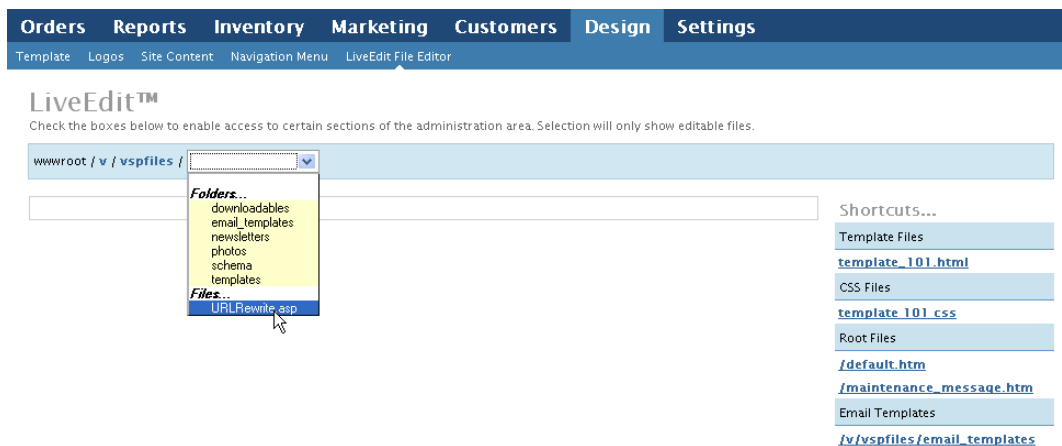 Orders Reports Inventory Marketing Customers Design Settings
Template Logos Site Content Navigation Menu LiveEdit File Editor
LiveEdit™
Check the boxes below to enable access to certain sections of the administration area. Selection will only show editable files.
wwwroot / v / vspfiles /
Folders...
downloadables
email_templates
newsletters
photos
schema
templates
Files...
URLRewrite.asp
Shortcuts...
Template Files
template_101.html
CSS Files
template 101 css
Root Files
/default.htm
/maintenance_message.htm
Email Templates
/v/vspfiles/email_templates